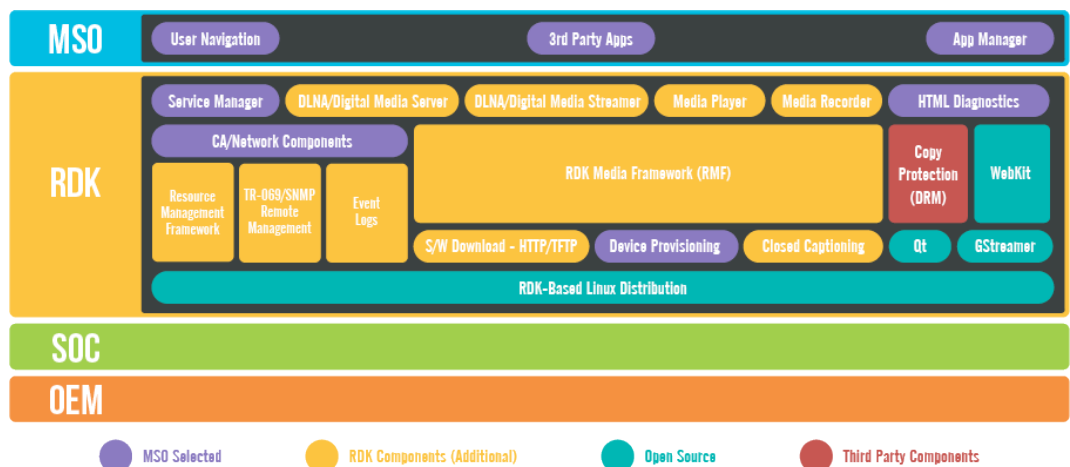 MSO
User Navigation
3rd Party Apps
App Manager
RDK
Service Manager
DLNA/Digital Media Server
DLNA/Digital Media Streamer
Media Player
Media Recorder
HTML Diagnostics
CA/Network Components
RDK Media Framework (RMF)
Copy
Protection
(DRM)
WebKit
Resource
Management
Framework
TR-069/SNMP
Remote
Management
Event
Logs
S/W Download - HTTP/TFTP
Device Provisioning
Closed Captioning
Qt
GStreamer
RDK-Based Linux Distribution
SOC
OEM
MSO Selected
RDK Components (Additional)
Open Source
Third Party Components